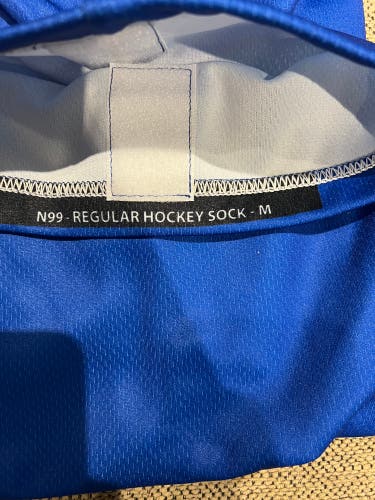 N99 - REGULAR HOCKEY SOCK - M